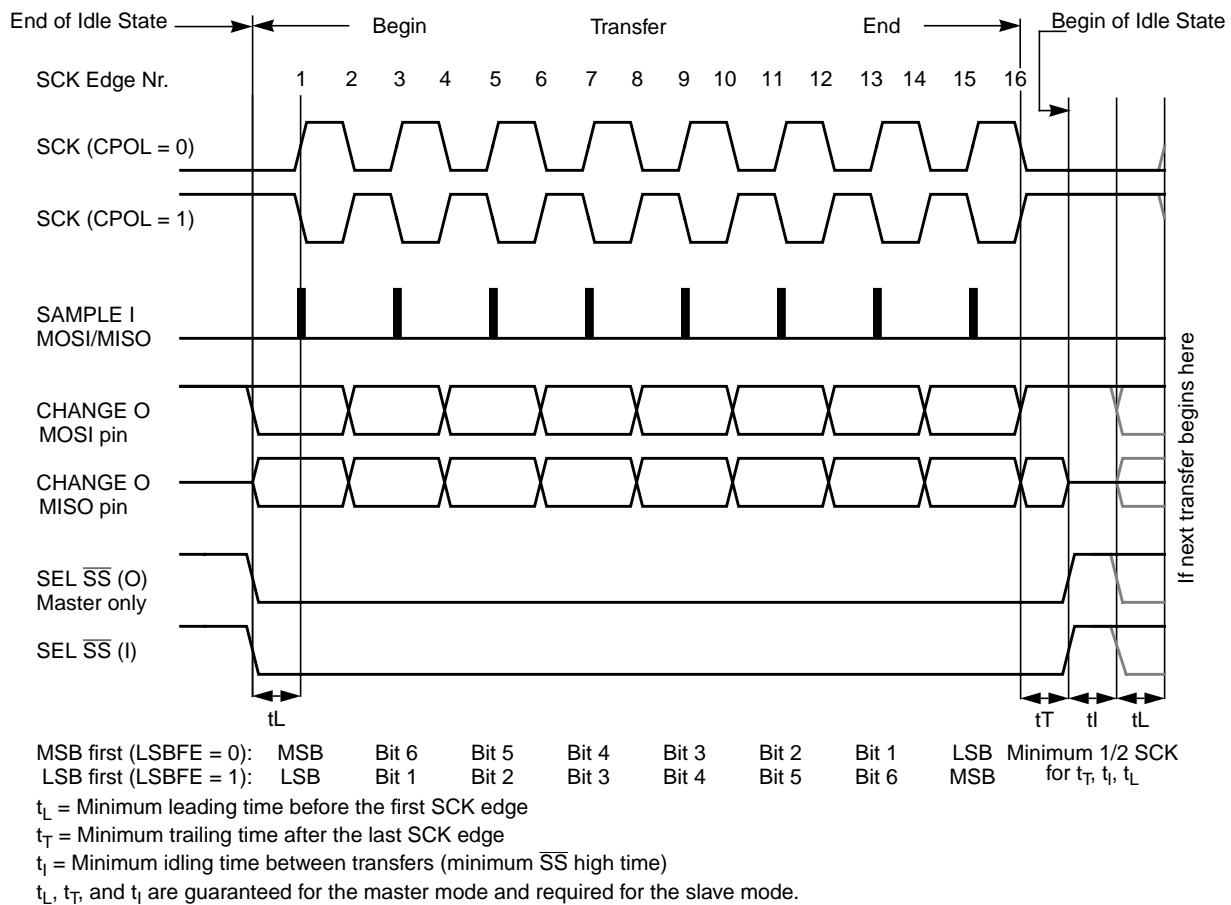 End of Idle State
Begin
Transfer
End
Begin of Idle State
SCK Edge Nr.
1 2 3 4 5 6 7 8 9 10 11 12 13 14 15 16
SCK (CPOL = 0)
SCK (CPOL = 1)
SAMPLE I
MOSI/MISO
CHANGE O
MOSI pin
CHANGE O
MISO pin
SEL SS (O)
Master only
SEL SS (I)
If next transfer begins here
tL
tT tI tL
MSB first (LSBFE = 0): MSB Bit 6 Bit 5 Bit 4 Bit 3 Bit 2 Bit 1 LSB Minimum 1/2 SCK
LSB first (LSBFE = 1): LSB Bit 1 Bit 2 Bit 3 Bit 4 Bit 5 Bit 6 MSB for tT, tI, tL
tL = Minimum leading time before the first SCK edge
tT = Minimum trailing time after the last SCK edge
tI = Minimum idling time between transfers (minimum SS high time)
tL, tT, and tI are guaranteed for the master mode and required for the slave mode.